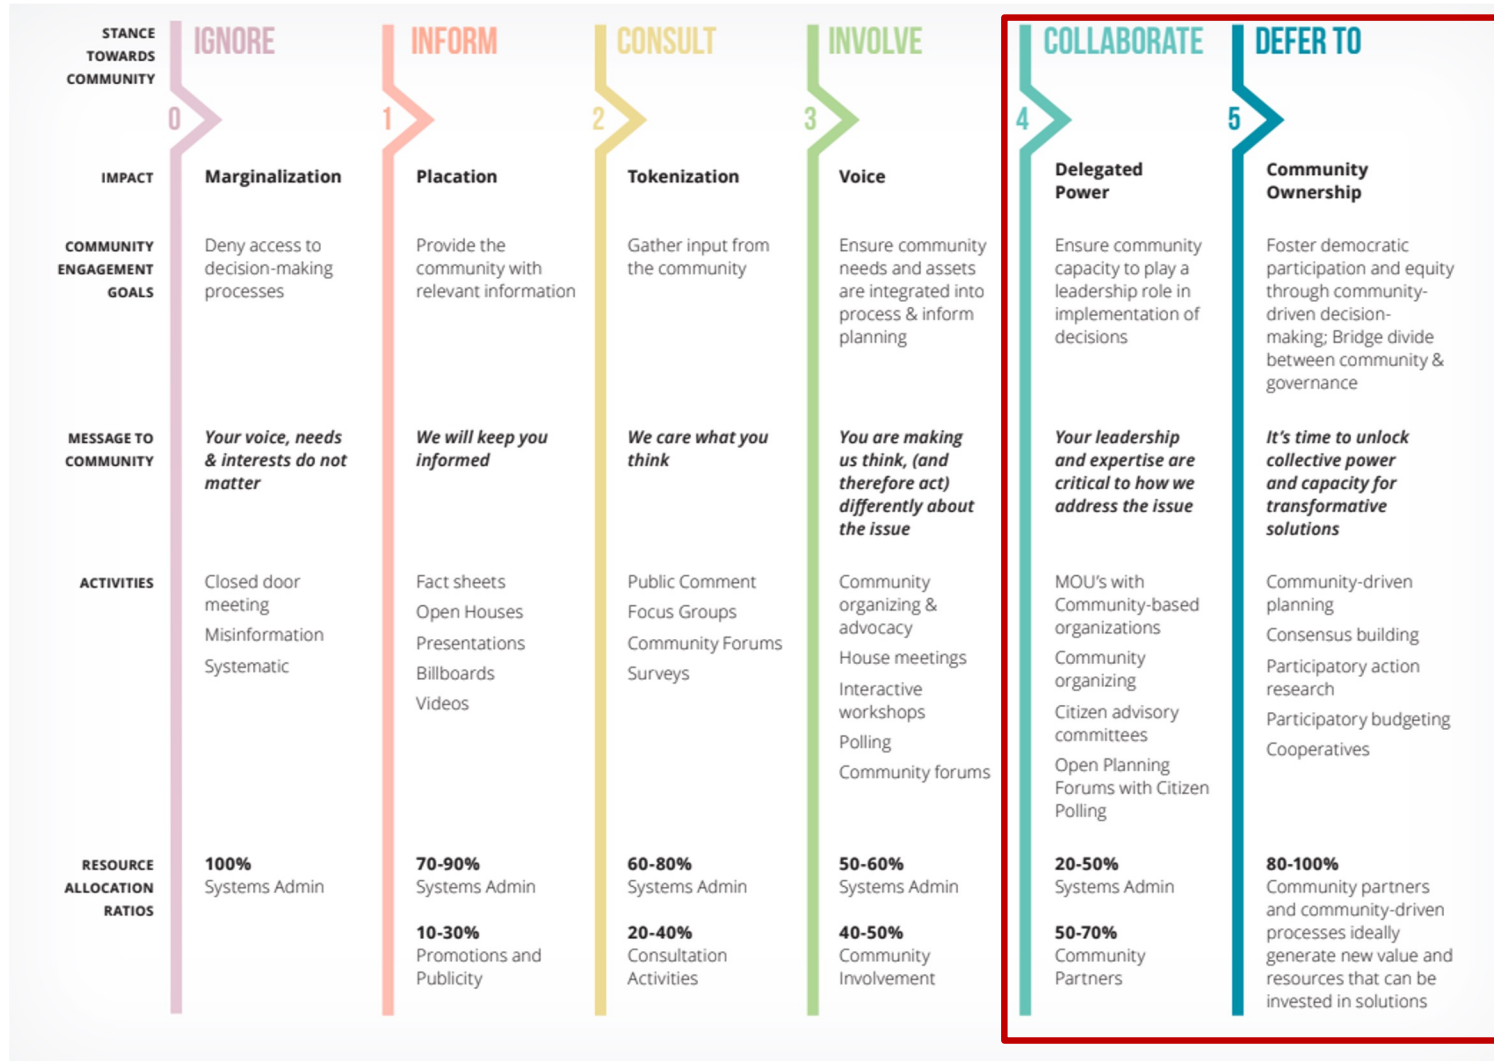 STANCE
TOWARDS
COMMUNITY
IGNORE
INFORM
CONSULT
INVOLVE
COLLABORATE
DEFER TO
0
1
2
3
4
5
IMPACT
Marginalization
Placation
Tokenization
Voice
Delegated
Power
Community
Ownership
COMMUNITY
ENGAGEMENT
GOALS
Deny access to
decision-making
processes
Provide the
community with
relevant information
Gather input from
the community
Ensure community
needs and assets
are integrated into
process & inform
planning
Ensure community
capacity to play a
leadership role in
implementation of
decisions
Foster democratic
participation and equity
through community-
driven decision-
making; Bridge divide
between community &
governance
MESSAGE TO
COMMUNITY
Your voice, needs
& interests do not
matter
We will keep you
informed
We care what you
think
You are making
us think, (and
therefore act)
differently about
the issue
Your leadership
and expertise are
critical to how we
address the issue
It's time to unlock
collective power
and capacity for
transformative
solutions
ACTIVITIES
Closed door
meeting
Misinformation
Systematic
Fact sheets
Open Houses
Presentations
Billboards
Videos
Public Comment
Focus Groups
Community Forums
Surveys
Community
organizing &
advocacy
House meetings
Interactive
workshops
Polling
Community forums
MOU's with
Community-based
organizations
Community
organizing
Citizen advisory
committees
Open Planning
Forums with Citizen
Polling
Community-driven
planning
Consensus building
Participatory action
research
Participatory budgeting
Cooperatives
RESOURCE
ALLOCATION
RATIOS
100%
Systems Admin
70-90%
Systems Admin
10-30%
Promotions and
Publicity
60-80%
Systems Admin
20-40%
Consultation
Activities
50-60%
Systems Admin
40-50%
Community
Involvement
20-50%
Systems Admin
50-70%
Community
Partners
80-100%
Community partners
and community-driven
processes ideally
generate new value and
resources that can be
invested in solutions